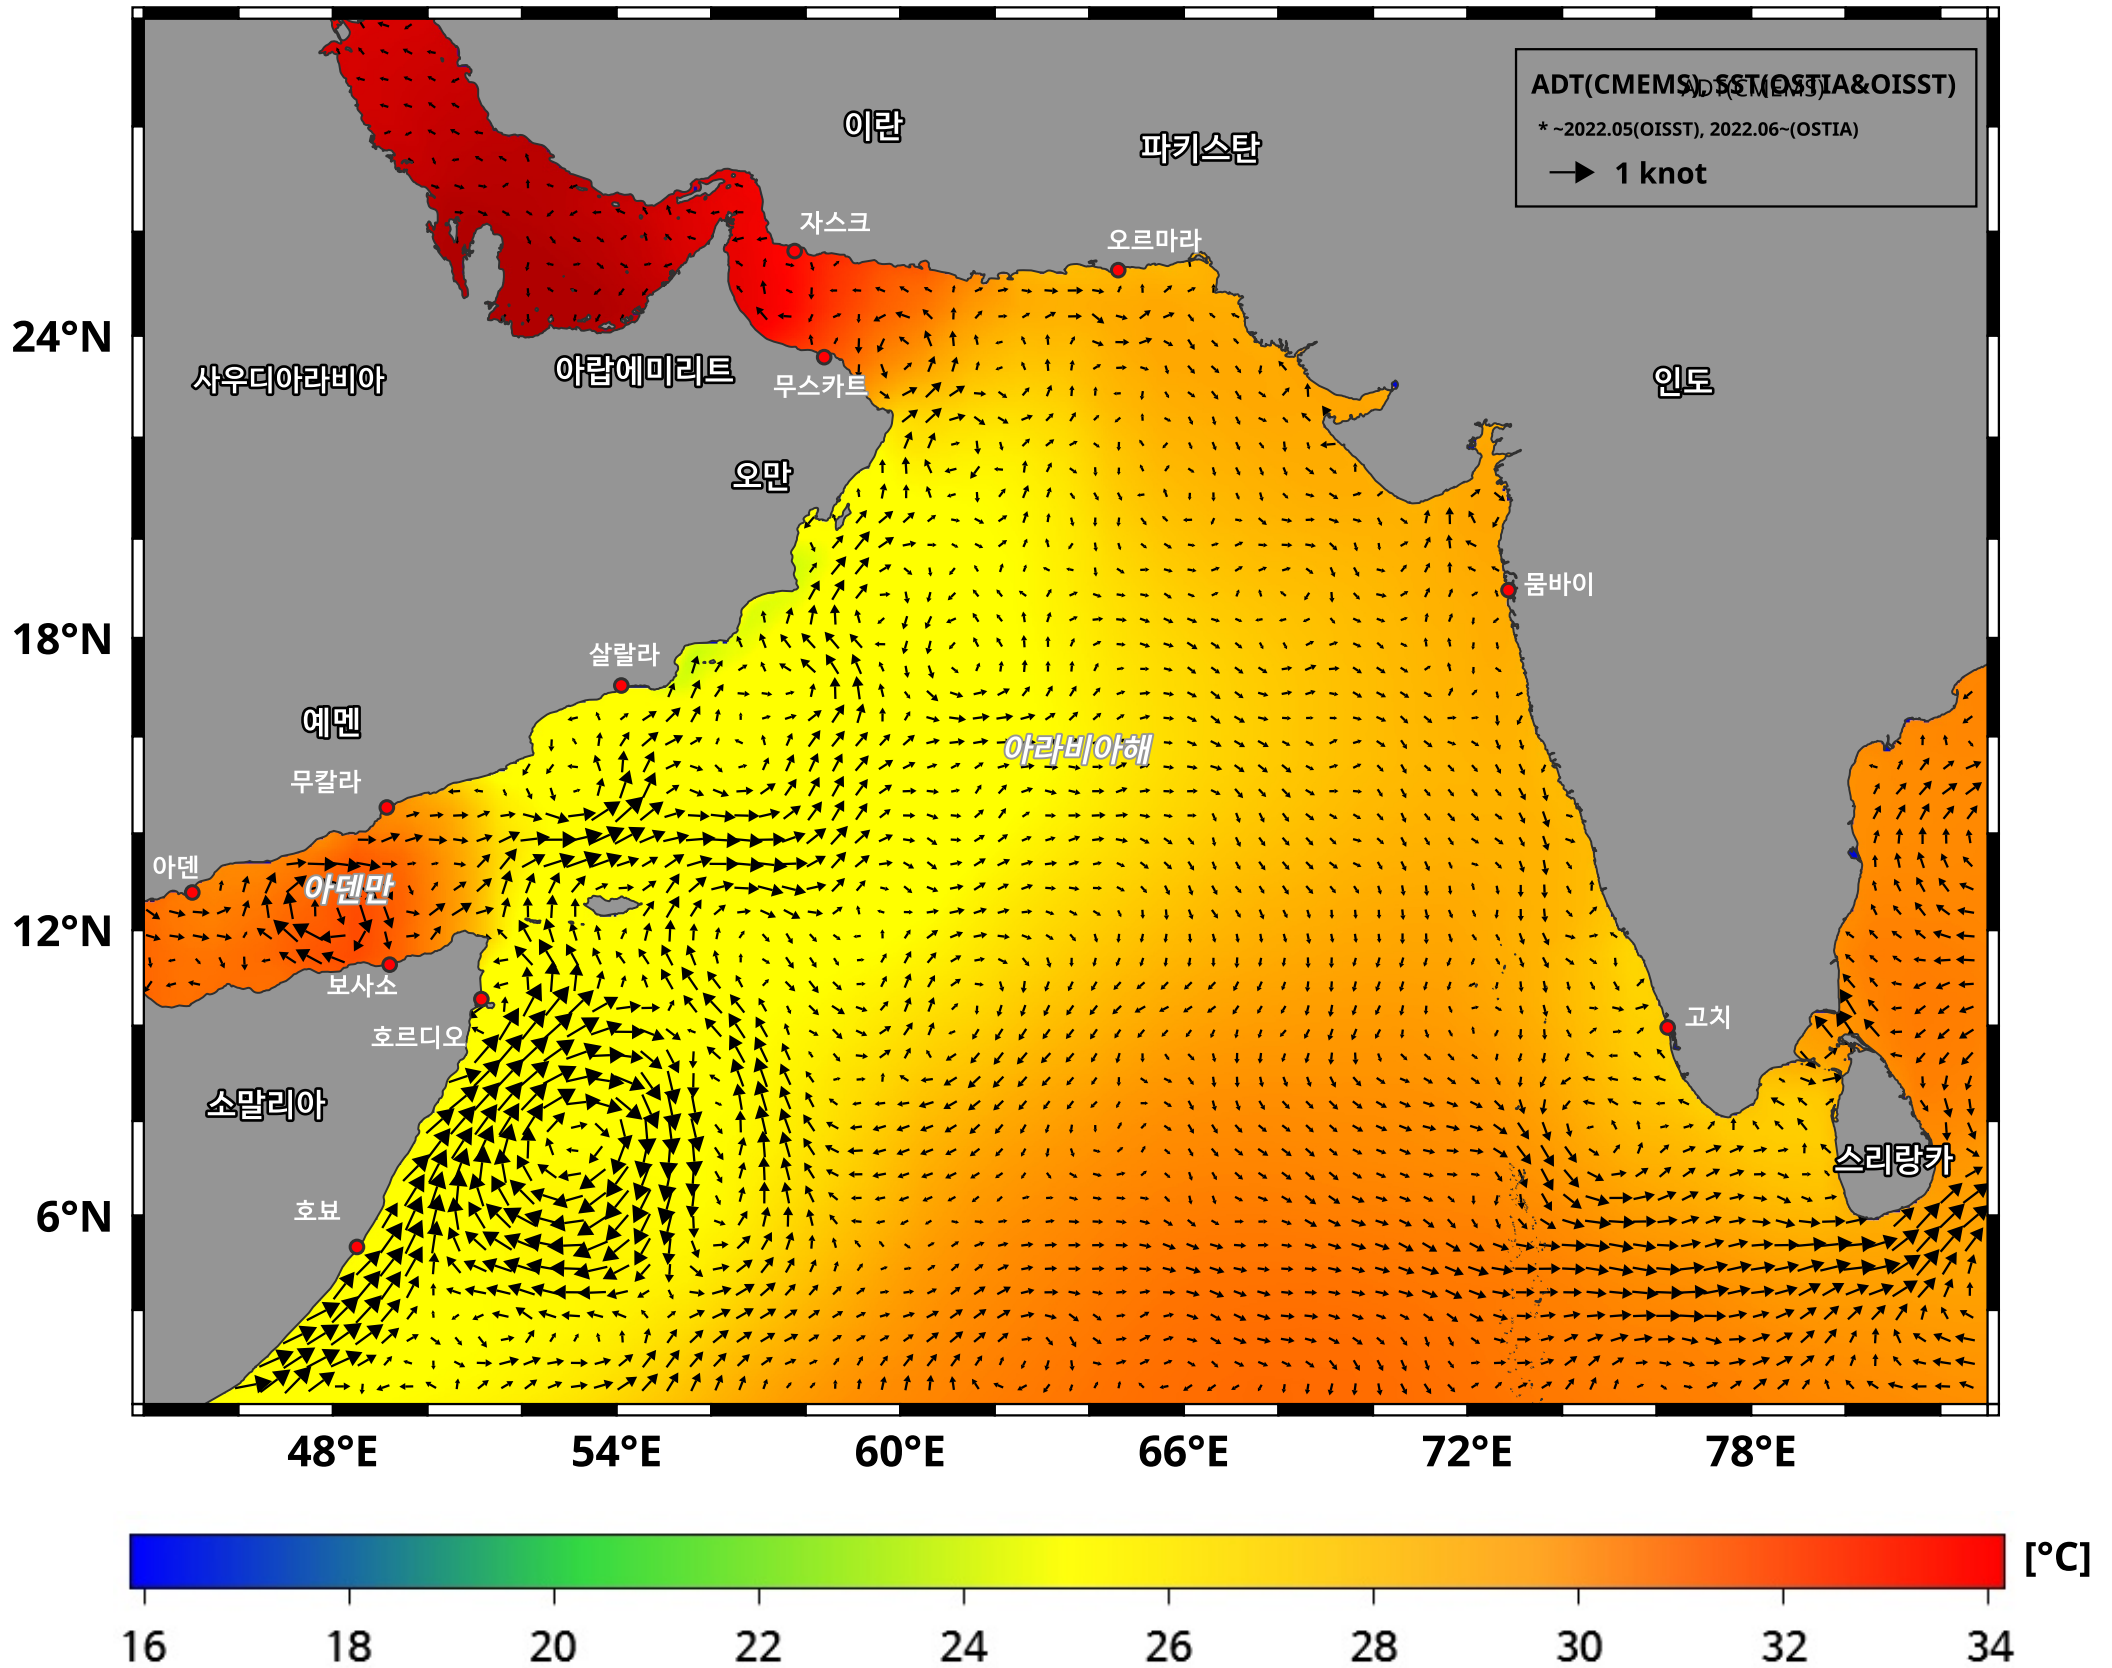 ADT(CMEMS), SST(OSTIA&OISST)
ADT(CMEMS)
* ~2022.05(OISST), 2022.06~(OSTIA)
1 knot
이란
파키스탄
자스크
오르마라
24°N
사우디아라비아
아랍에미리트
무스카트
인도
오만
뭄바이
18°N
살랄라
예멘
아라비아해
무칼라
아덴
아덴만
12°N
보사소
호르디오
고치
소말리아
스리랑카
호뵤
6°N
48°E 54°E 60°E 66°E 72°E 78°E
[°C]
16 18 20 22 24 26 28 30 32 34